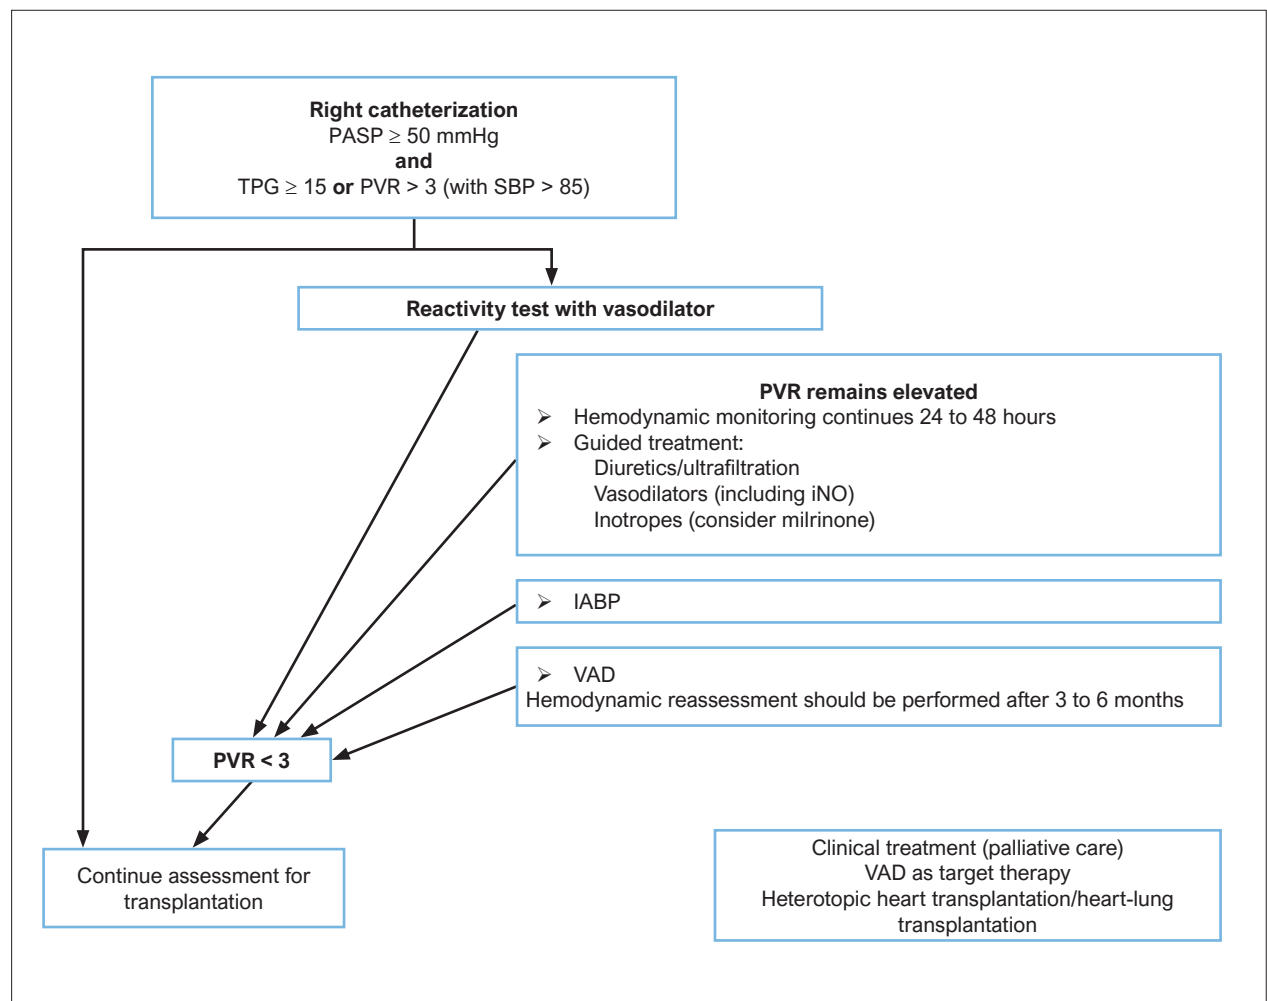 Right catheterization
PASP ≥ 50 mmHg
and
TPG ≥ 15 or PVR > 3 (with SBP > 85)
Reactivity test with vasodilator
PVR remains elevated
➢ Hemodynamic monitoring continues 24 to 48 hours
➢ Guided treatment:
Diuretics/ultrafiltration
Vasodilators (including iNO)
Inotropes (consider milrinone)
➢ IABP
➢ VAD
Hemodynamic reassessment should be performed after 3 to 6 months
PVR < 3
Continue assessment for
transplantation
Clinical treatment (palliative care)
VAD as target therapy
Heterotopic heart transplantation/heart-lung
transplantation